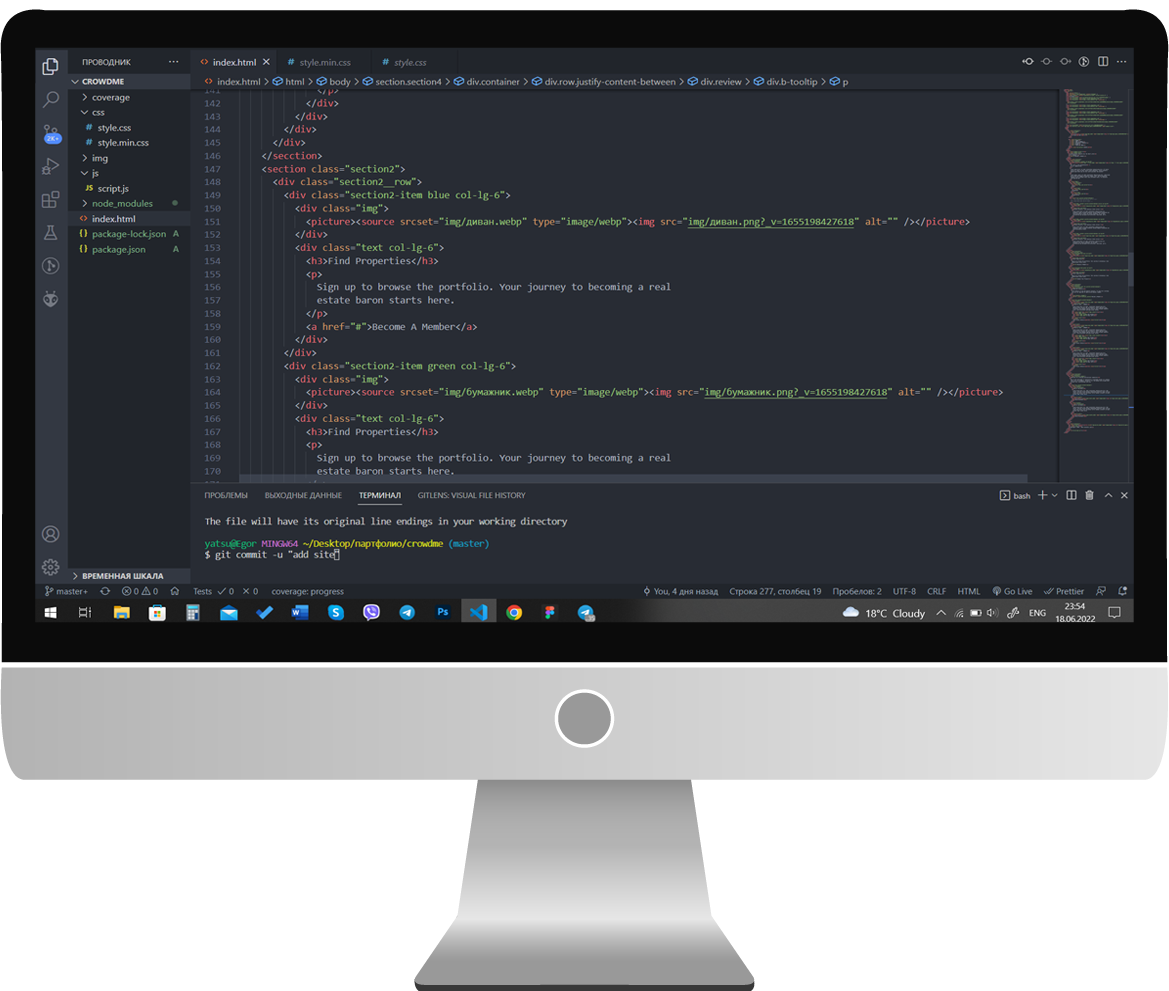 ПРОВОДНИК ···
CROWDME
coverage
css
# style.css
# style.min.css
img
js
JS script.js
node_modules
<> index.html
{} package-lock.json A
{} package.json A
ВРЕМЕННАЯ ШКАЛА
2K+
<> index.html × # style.min.css # style.css
<> index.html > html > body > section.section4 > div.container > div.row.justify-content-between > div.review > div.b-tooltip > p
141 </p>
142 </div>
143 </div>
144 </div>
145 </div>
146 </secction>
147 <section class="section2">
148 <div class="section2__row">
149 <div class="section2-item blue col-lg-6">
150 <div class="img">
151 <picture><source srcset="img/диван.webp" type="image/webp"><img src="img/диван.png?_v=1655198427618" alt="" /></picture>
152 </div>
153 <div class="text col-lg-6">
154 <h3>Find Properties</h3>
155 <p>
156 Sign up to browse the portfolio. Your journey to becoming a real
157 estate baron starts here.
158 </p>
159 <a href="#">Become A Member</a>
160 </div>
161 </div>
162 <div class="section2-item green col-lg-6">
163 <div class="img">
164 <picture><source srcset="img/бумажник.webp" type="image/webp"><img src="img/бумажник.png?_v=1655198427618" alt="" /></picture>
165 </div>
166 <div class="text col-lg-6">
167 <h3>Find Properties</h3>
168 <p>
169 Sign up to browse the portfolio. Your journey to becoming a real
170 estate baron starts here.
ПРОБЛЕМЫ ВЫХОДНЫЕ ДАННЫЕ ТЕРМИНАЛ GITLENS: VISUAL FILE HISTORY bash
The file will have its original line endings in your working directory
yatsu@Egor MINGW64 ~/Desktop/партфолио/crowdme (master)
$ git commit -u "add site"
master+ 0 0 Tests 0 0 coverage: progress You, 4 дня назад Строка 277, столбец 19 Пробелов: 2 UTF-8 CRLF HTML Go Live Prettier
W S Ps 18°C Cloudy ENG 23:54
18.06.2022